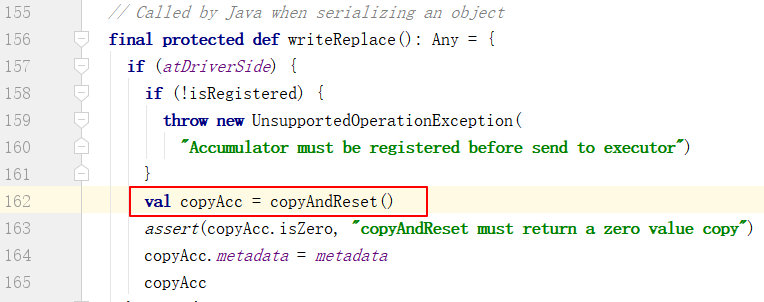 155 // Called by Java when serializing an object
156 final protected def writeReplace(): Any = {
157 if (atDriverSide) {
158 if (!isRegistered) {
159 throw new UnsupportedOperationException(
160 "Accumulator must be registered before send to executor")
161 }
162 val copyAcc = copyAndReset()
163 assert(copyAcc.isZero, "copyAndReset must return a zero value copy")
164 copyAcc.metadata = metadata
165 copyAcc